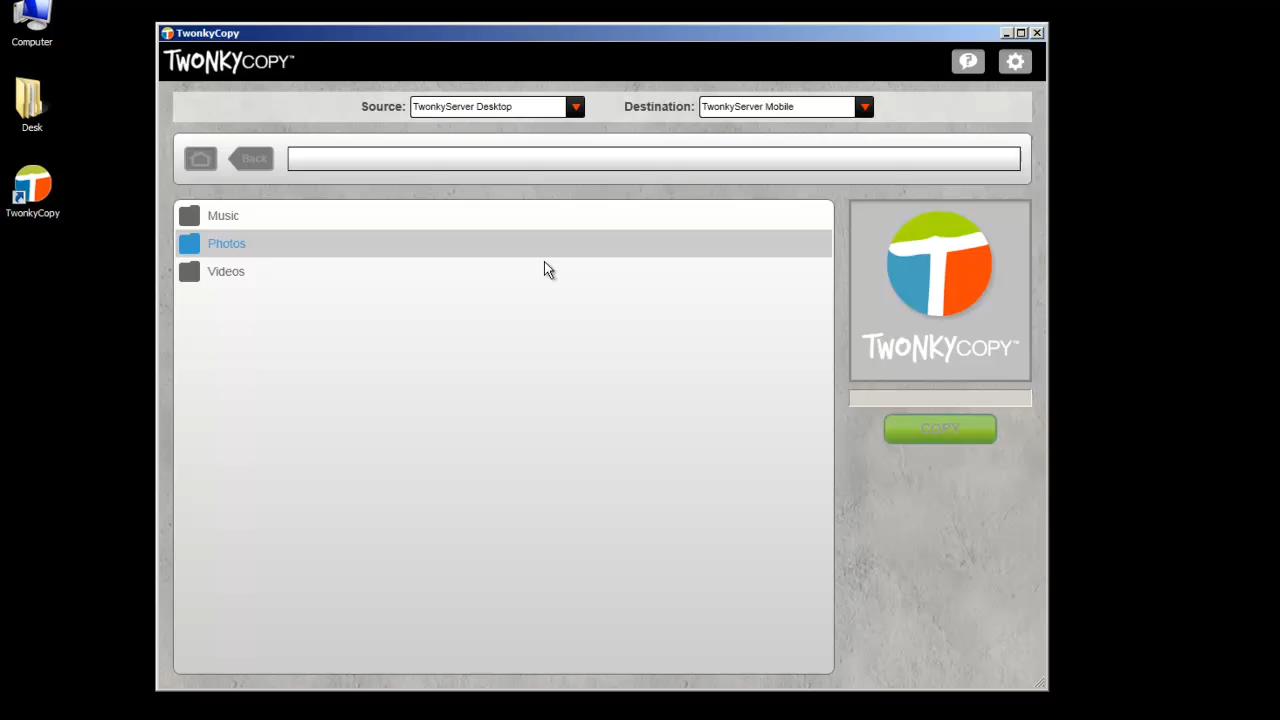 Computer
Desk
TwonkyCopy
TwonkyCopy
TWONKYCOPY™
Source: TwonkyServer Desktop Destination: TwonkyServer Mobile
Back
Music
Photos
Videos
TWONKYCOPY™
COPY